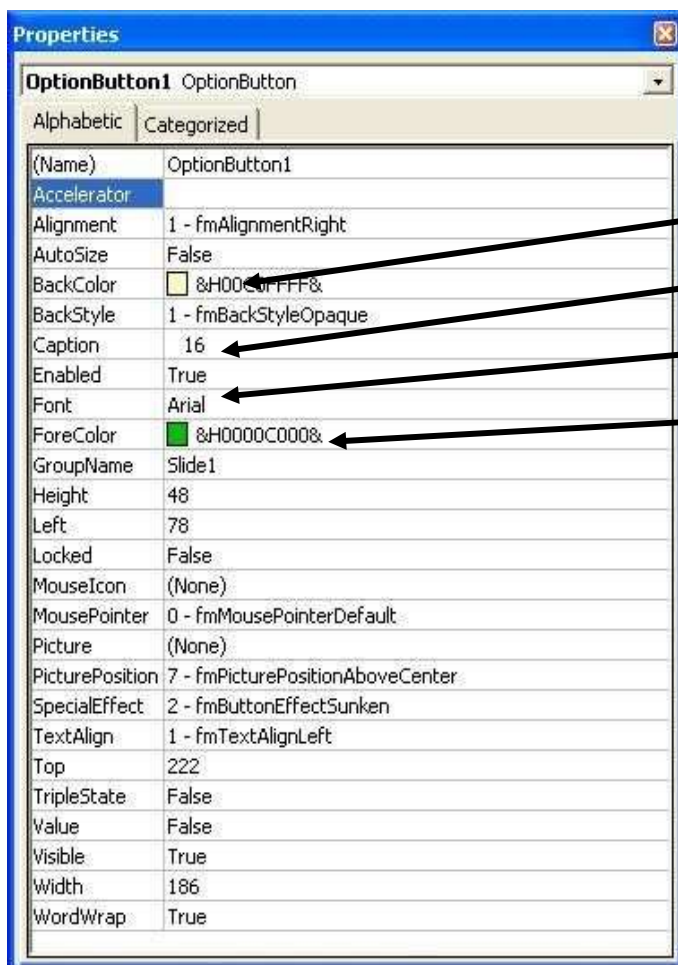 Properties
OptionButton1 OptionButton
Alphabetic Categorized
(Name) OptionButton1
Accelerator
Alignment 1 - fmAlignmentRight
AutoSize False
BackColor
BackStyle 1 - fmBackStyleOpaque
Caption 16
Enabled True
Font Arial
ForeColor &H0000C000&
GroupName Slide1
Height 48
Left 78
Locked False
MouseIcon (None)
MousePointer 0 - fmMousePointerDefault
Picture (None)
PicturePosition 7 - fmPicturePositionAboveCenter
SpecialEffect 2 - fmButtonEffectSunken
TextAlign 1 - fmTextAlignLeft
Top 222
TripleState False
Value False
Visible True
Width 186
WordWrap True